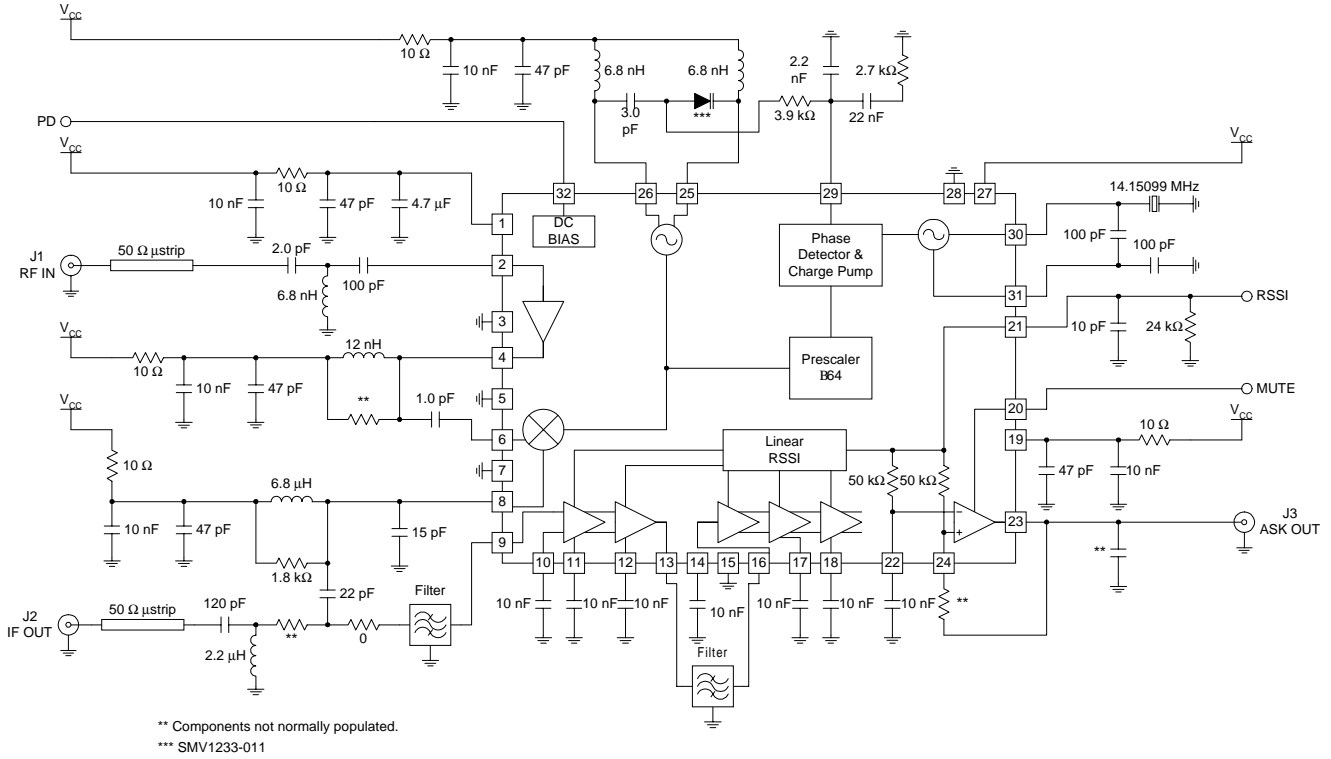 VCC
10 Ω
10 nF
47 pF
6.8 nH
6.8 nH
3.0 pF
***
3.9 kΩ
2.2 nF
2.7 kΩ
22 nF
PD
VCC
10 Ω
10 nF
47 pF
4.7 µF
VCC
14.15099 MHz
100 pF
100 pF
32
26
25
29
28
27
1
DC BIAS
Phase Detector & Charge Pump
30
31
J1 RF IN
50 Ω µstrip
2.0 pF
6.8 nH
100 pF
2
3
21
RSSI
10 pF
24 kΩ
VCC
10 Ω
10 nF
47 pF
12 nH
**
1.0 pF
4
5
6
7
Prescaler
64
20
MUTE
VCC
19
10 Ω
47 pF
10 nF
VCC
10 Ω
10 nF
47 pF
6.8 µH
1.8 kΩ
15 pF
22 pF
8
9
Linear RSSI
50 kΩ
50 kΩ
−
+
23
J3 ASK OUT
**
10
11
12
13
14
15
16
17
18
22
24
10 nF
10 nF
10 nF
10 nF
10 nF
10 nF
10 nF
**
J2 IF OUT
50 Ω µstrip
120 pF
2.2 µH
**
0
Filter
Filter
** Components not normally populated.
*** SMV1233-011